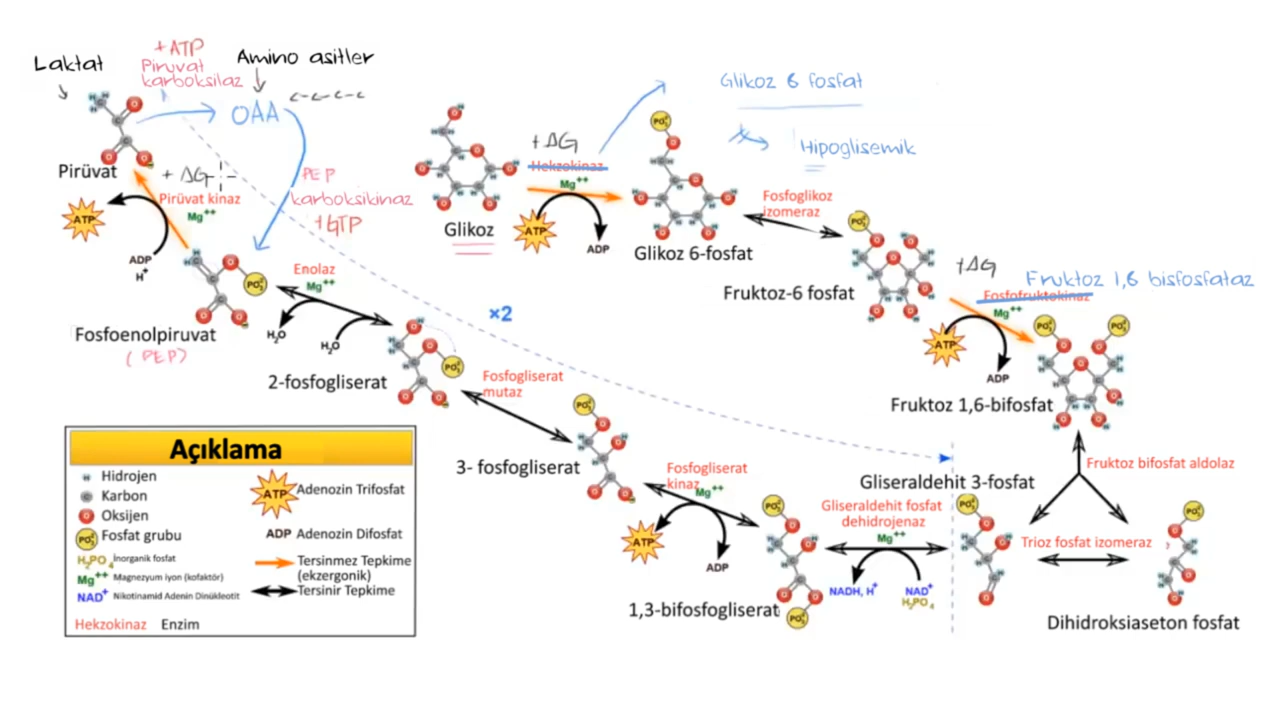 Laktat
+ATP
Piruvat
karboksilaz
Amino asitler
OAA
Pirüvat
+ ΔG
Pirüvat kinaz
Mg++
ATP
ADP
H+
PEP
karboksikinaz
+GTP
Fosfoenolpiruvat
(PEP)
Enolaz
Mg++
H2O
H2O
2-fosfogliserat
Fosfogliserat
mutaz
3- fosfogliserat
Fosfogliserat
kinaz
Mg++
ATP
ADP
1,3-bifosfogliserat
×2
Glikoz
+ΔG
Hekzokinaz
Mg++
ATP
ADP
Glikoz 6 fosfat
Hipoglisemik
Glikoz 6-fosfat
Fosfoglikoz
izomeraz
Fruktoz-6 fosfat
+ΔG
Fruktoz 1,6 bisfosfataz
Fosfofruktokinaz
Mg++
ATP
ADP
Fruktoz 1,6-bifosfat
Fruktoz bifosfat aldolaz
Gliseraldehit 3-fosfat
Gliseraldehit fosfat
dehidrojenaz
Mg++
NADH, H+
NAD+
H2PO4
Trioz fosfat izomeraz
Dihidroksiaseton fosfat
Açıklama
Hidrojen
Karbon
Oksijen
Fosfat grubu
H2PO4 İnorganik fosfat
Mg++ Magnezyum iyon (kofaktör)
NAD+ Nikotinamid Adenin Dinükleotit
Hekzokinaz Enzim
ATP Adenozin Trifosfat
ADP Adenozin Difosfat
Tersinmez Tepkime
(ekzergonik)
Tersinir Tepkime